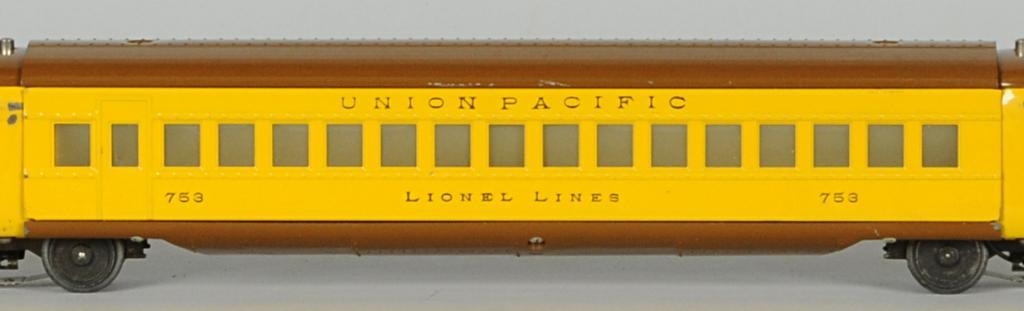 UNION PACIFIC
753 LIONEL LINES 753